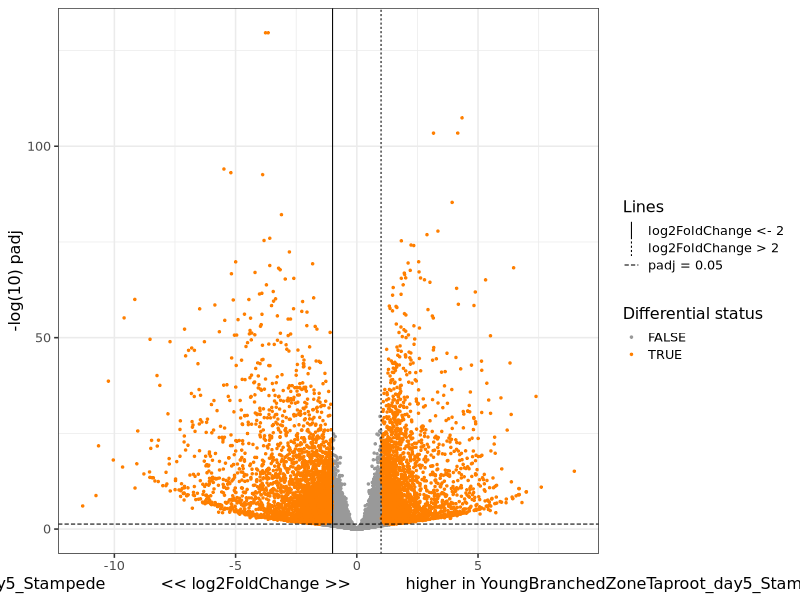 -log(10) padj
100
50
0
-10
-5
0
5
y5_Stampede << log2FoldChange >> higher in YoungBranchedZoneTaproot_day5_Stam
Lines
log2FoldChange <- 2
log2FoldChange > 2
padj = 0.05
Differential status
FALSE
TRUE